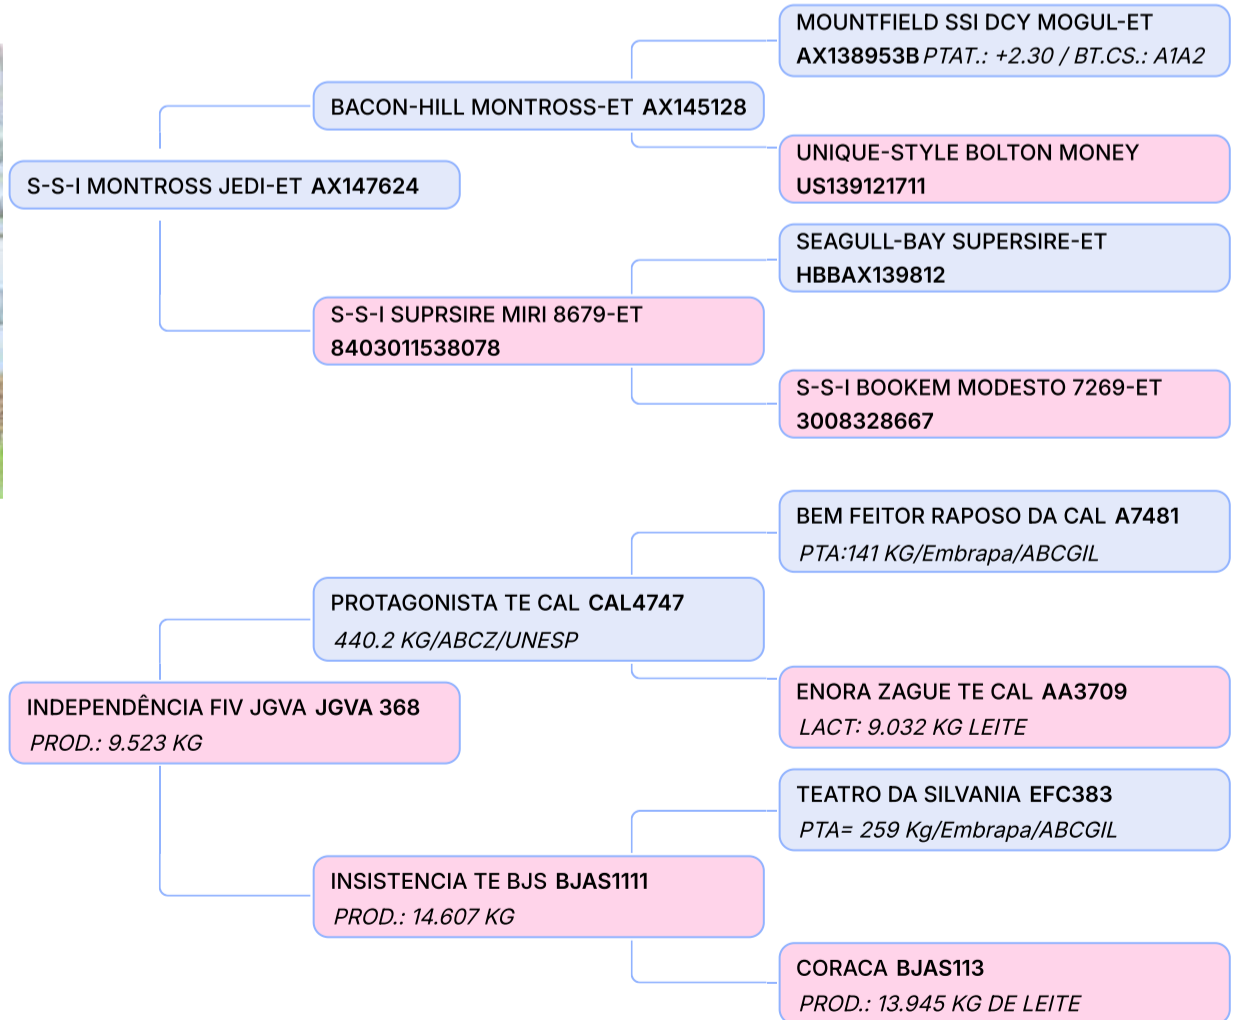 MOUNTFIELD SSI DCY MOGUL-ET
AX138953B PTAT.: +2.30 / BT.CS.: A1A2
BACON-HILL MONTROSS-ET AX145128
UNIQUE-STYLE BOLTON MONEY
US139121711
S-S-I MONTROSS JEDI-ET AX147624
SEAGULL-BAY SUPERSIRE-ET
HBBAX139812
S-S-I SUPRSIRE MIRI 8679-ET
8403011538078
S-S-I BOOKEM MODESTO 7269-ET
3008328667
BEM FEITOR RAPOSO DA CAL A7481
PTA:141 KG/Embrapa/ABCGIL
PROTAGONISTA TE CAL CAL4747
440.2 KG/ABCZ/UNESP
ENORA ZAGUE TE CAL AA3709
LACT: 9.032 KG LEITE
INDEPENDÊNCIA FIV JGVA JGVA 368
PROD.: 9.523 KG
TEATRO DA SILVANIA EFC383
PTA= 259 Kg/Embrapa/ABCGIL
INSISTENCIA TE BJS BJAS1111
PROD.: 14.607 KG
CORACA BJAS113
PROD.: 13.945 KG DE LEITE